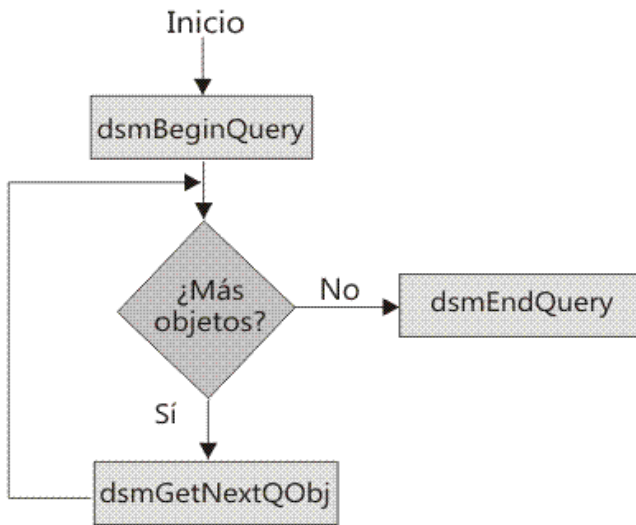 Inicio
dsmBeginQuery
¿Más
objetos?
No
dsmEndQuery
Sí
dsmGetNextQObj